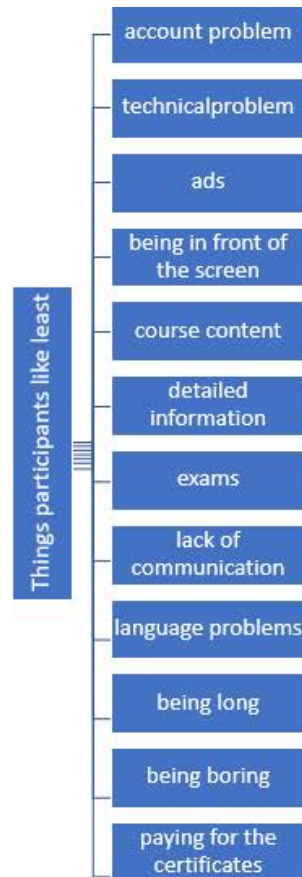 Things participants like least
account problem
technicalproblem
ads
being in front of
the screen
course content
detailed
information
exams
lack of
communication
language problems
being long
being boring
paying for the
certificates